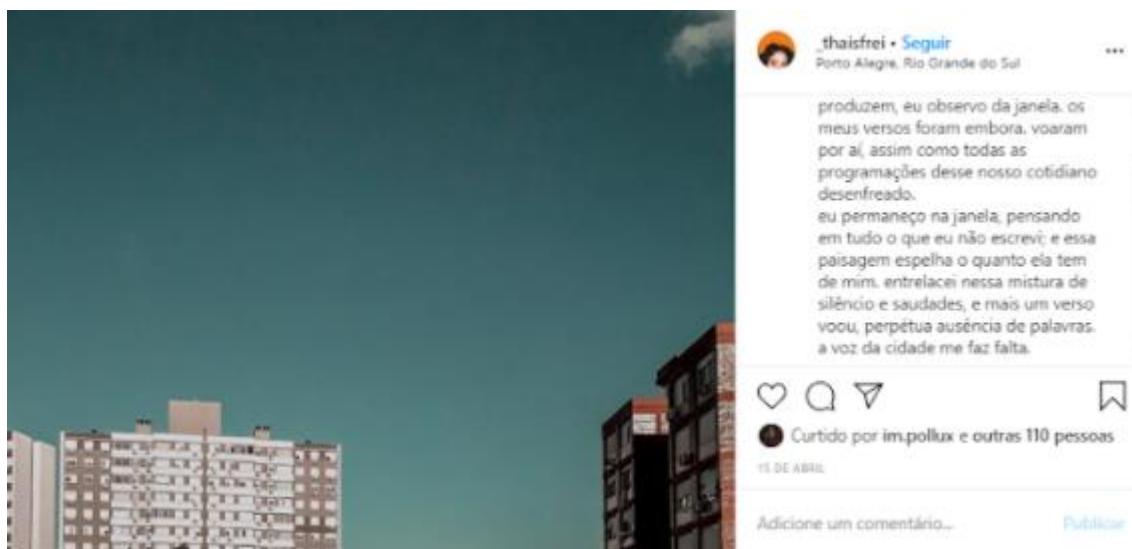 _thaisfrei • Seguir
Porto Alegre, Rio Grande do Sul
produzem, eu observo da janela. os
meus versos foram embora. voaram
por aí, assim como todas as
programações desse nosso cotidiano
desenfreado.
eu permaneço na janela, pensando
em tudo o que eu não escrevi; e essa
paisagem espelha o quanto ela tem
de mim. entrelacei nessa mistura de
silêncio e saudades, e mais um verso
voou, perpétua ausência de palavras.
a voz da cidade me faz falta.
Curtido por im.pollux e outras 110 pessoas
15 DE ABRIL
Adicione um comentário... Publicar